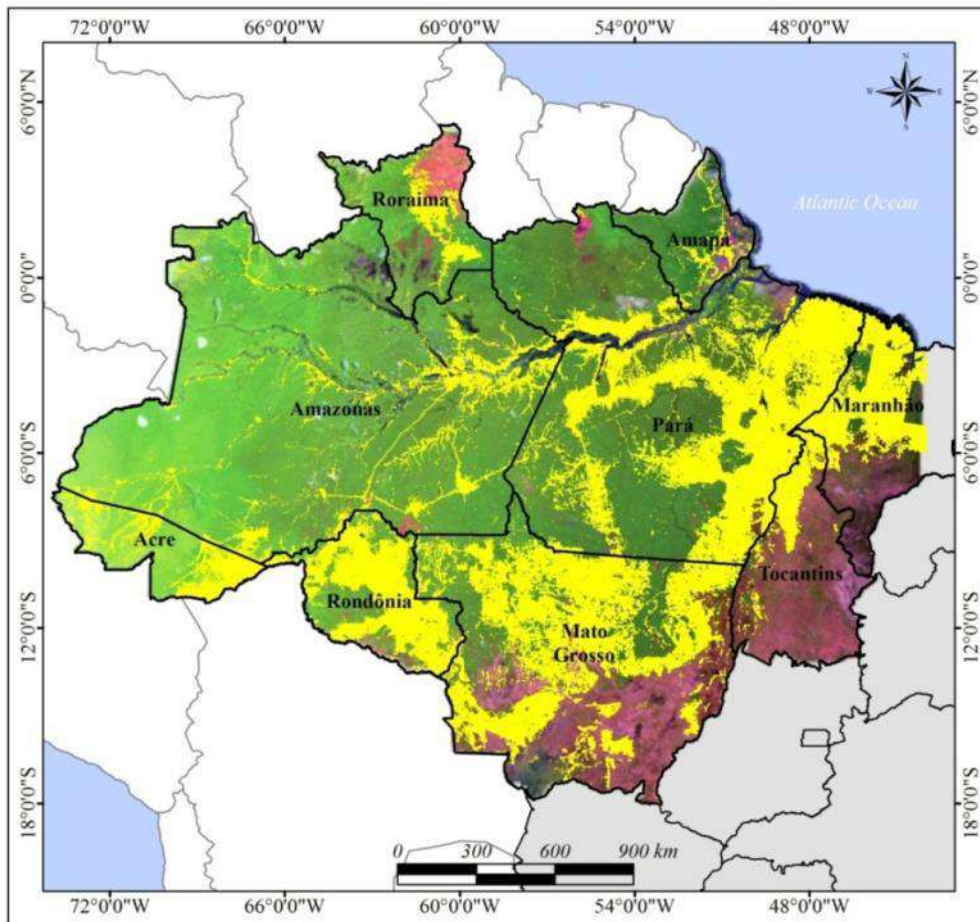 72°0'0"W 66°0'0"W 60°0'0"W 54°0'0"W 48°0'0"W
6°0'0"N
6°0'0"N
N
W E
S
Roraima
Atlantic Ocean
Amapá
0°0'0"
0°0'0"
Amazonas
Pará
Maranhão
6°0'0"S
6°0'0"S
Acre
Tocantins
Rondônia
12°0'0"S
12°0'0"S
Mato
Grosso
18°0'0"S
18°0'0"S
0 300 600 900 km
72°0'0"W 66°0'0"W 60°0'0"W 54°0'0"W 48°0'0"W